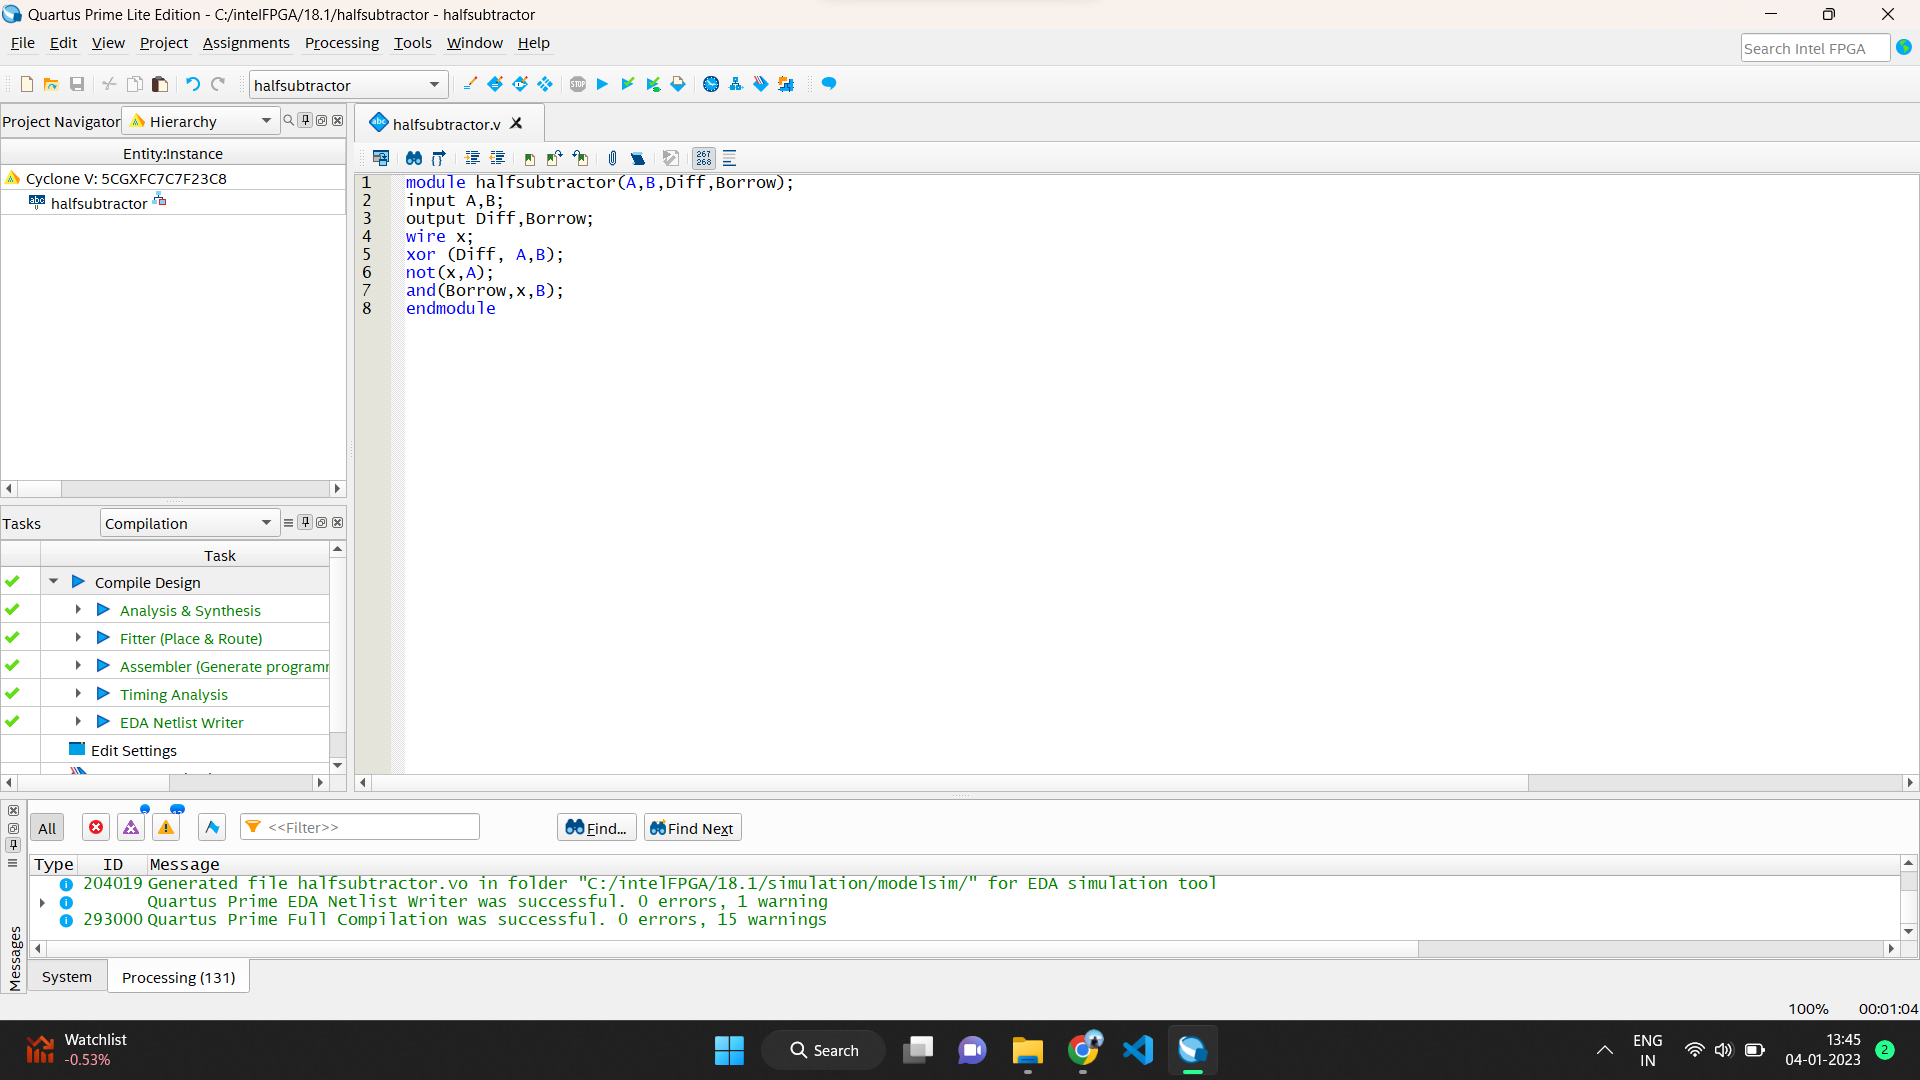 Quartus Prime Lite Edition - C:/intelFPGA/18.1/halfsubtractor - halfsubtractor
File Edit View Project Assignments Processing Tools Window Help
Search Intel FPGA
halfsubtractor
Project Navigator Hierarchy
Entity:Instance
Cyclone V: 5CGXFC7C7F23C8
halfsubtractor
halfsubtractor.v
267
268
1 module halfsubtractor(A,B,Diff,Borrow);
2 input A,B;
3 output Diff,Borrow;
4 wire x;
5 xor (Diff, A,B);
6 not(x,A);
7 and(Borrow,x,B);
8 endmodule
Tasks Compilation
Task
Compile Design
Analysis & Synthesis
Fitter (Place & Route)
Assembler (Generate programm
Timing Analysis
EDA Netlist Writer
Edit Settings
All <<Filter>> Find... Find Next
Type ID Message
204019 Generated file halfsubtractor.vo in folder "C:/intelFPGA/18.1/simulation/modelsim/" for EDA simulation tool
Quartus Prime EDA Netlist Writer was successful. 0 errors, 1 warning
293000 Quartus Prime Full Compilation was successful. 0 errors, 15 warnings
Messages
System Processing (131)
100% 00:01:04
Watchlist
-0.53%
Search
ENG
IN
13:45
04-01-2023
2